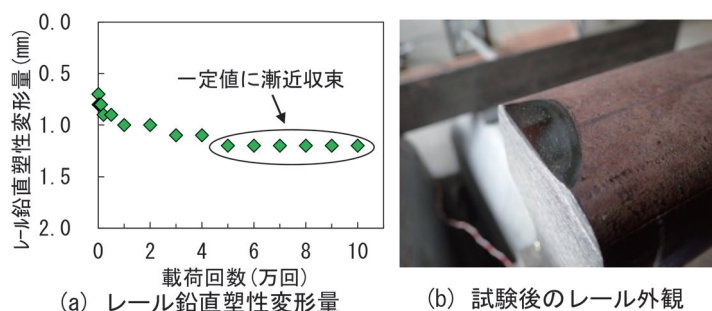 レール鉛直塑性変形量(mm)
0.0
0.5
1.0
1.5
2.0
一定値に漸近収束
0 2 4 6 8 10
載荷回数(万回)
(a) レール鉛直塑性変形量
(b) 試験後のレール外観